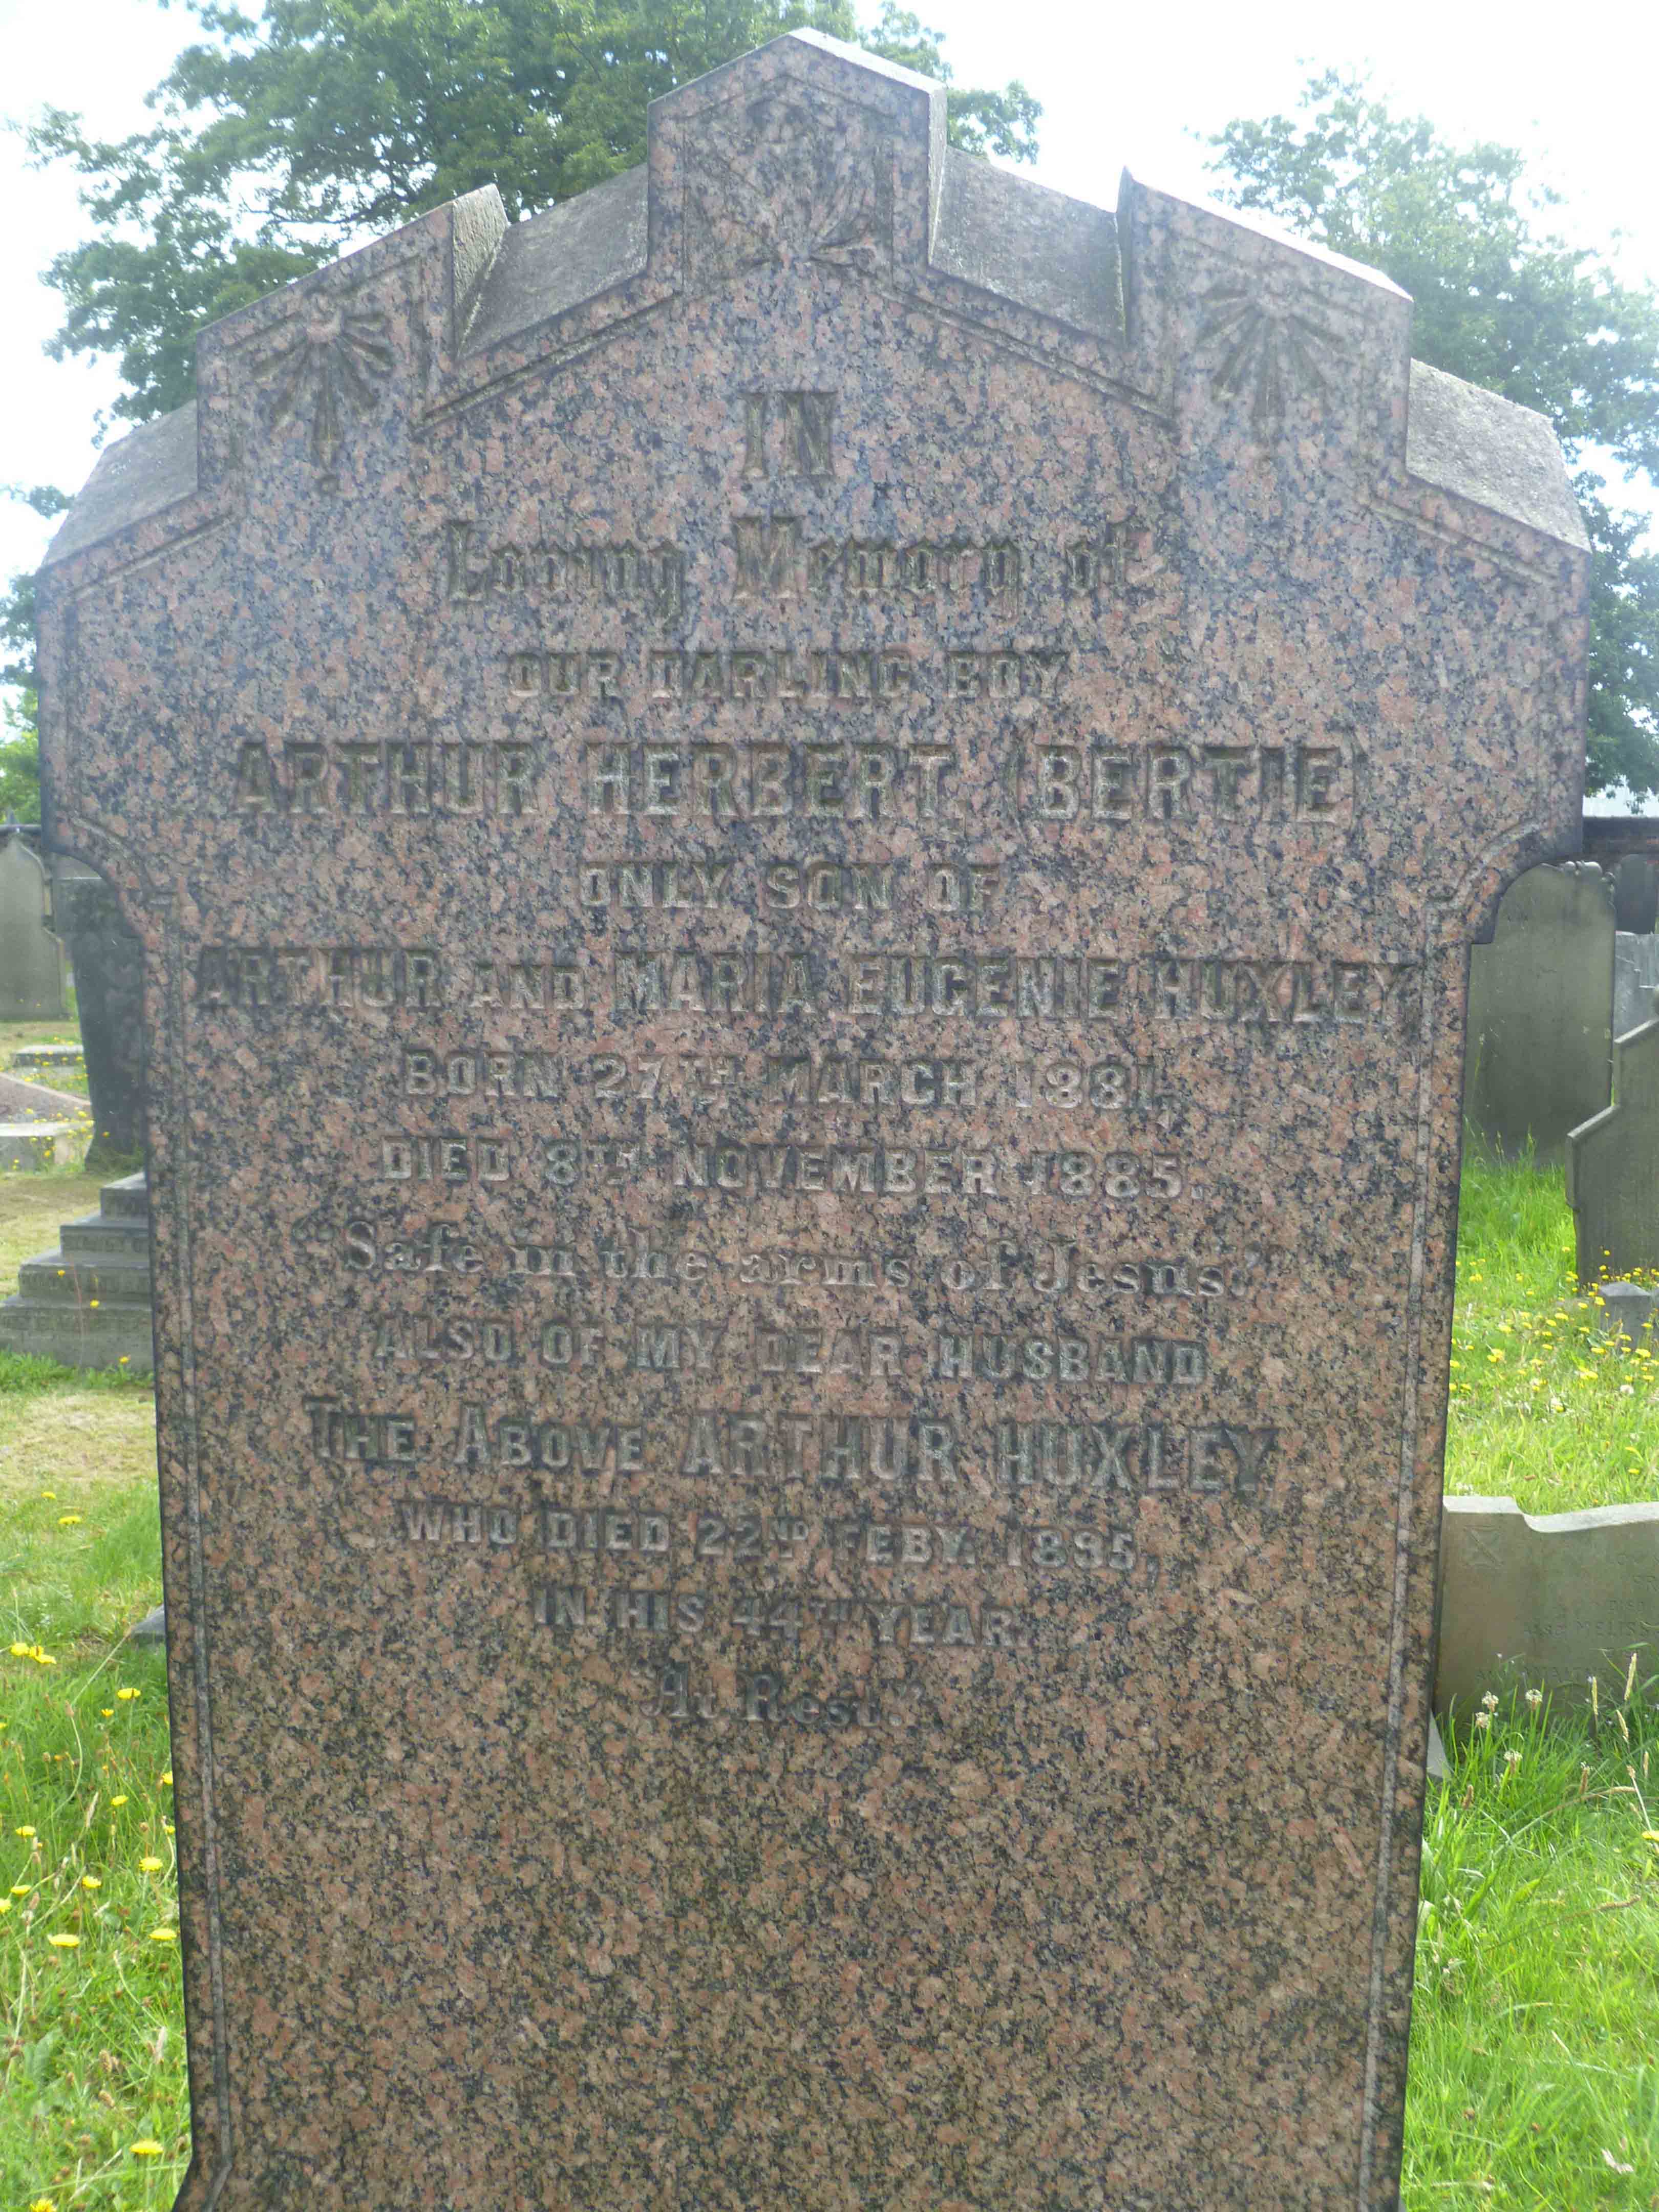 IN
Loving Memory of
OUR DARLING BOY
ARTHUR HERBERT, (BERTIE)
ONLY SON OF
ARTHUR AND MARIA EUGENIE HUXLEY
BORN 27TH MARCH 1881,
DIED 8TH NOVEMBER 1885.
"Safe in the arms of Jesus."
ALSO OF MY DEAR HUSBAND
THE ABOVE ARTHUR HUXLEY,
WHO DIED 22ND FEBY. 1895,
IN HIS 44TH YEAR.
"At Rest."